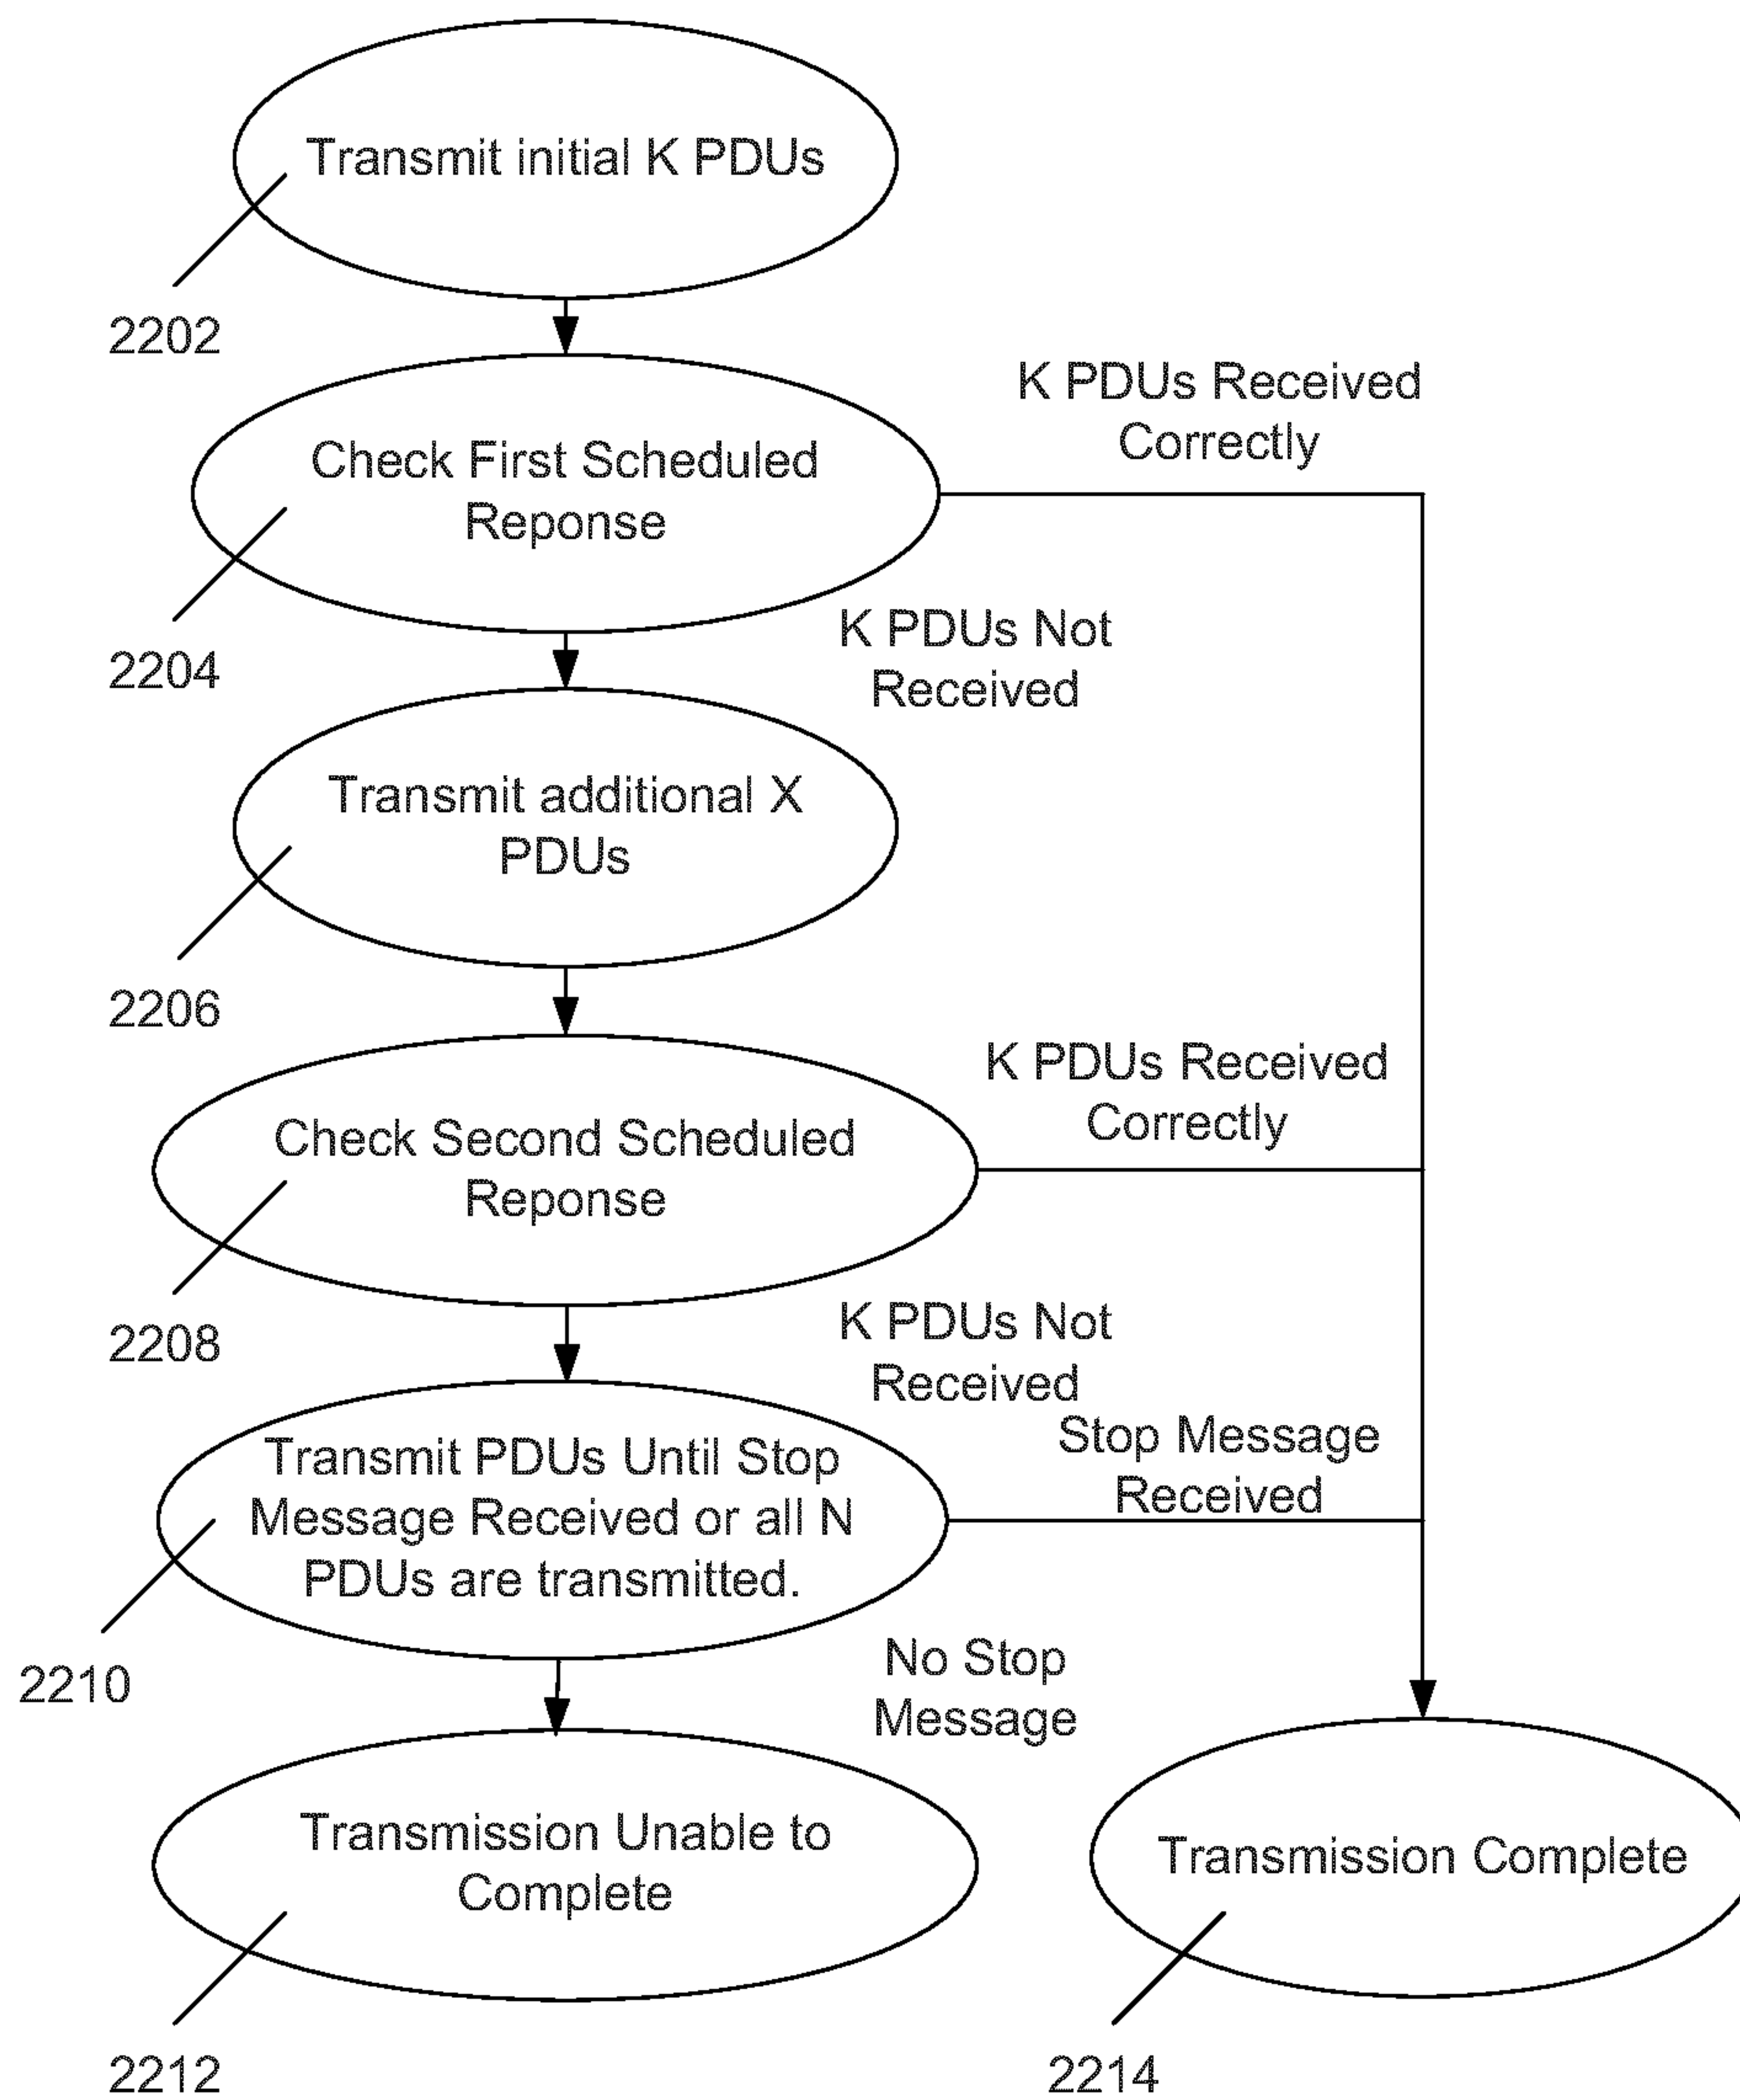 Transmit initial K PDUs
2202
K PDUs Received
Correctly
Check First Scheduled
Reponse
2204
K PDUs Not
Received
Transmit additional X
PDUs
2206
K PDUs Received
Correctly
Check Second Scheduled
Reponse
2208
K PDUs Not
Received
Stop Message
Received
Transmit PDUs Until Stop
Message Received or all N
PDUs are transmitted.
2210
No Stop
Message
Transmission Unable to
Complete
2212
Transmission Complete
2214